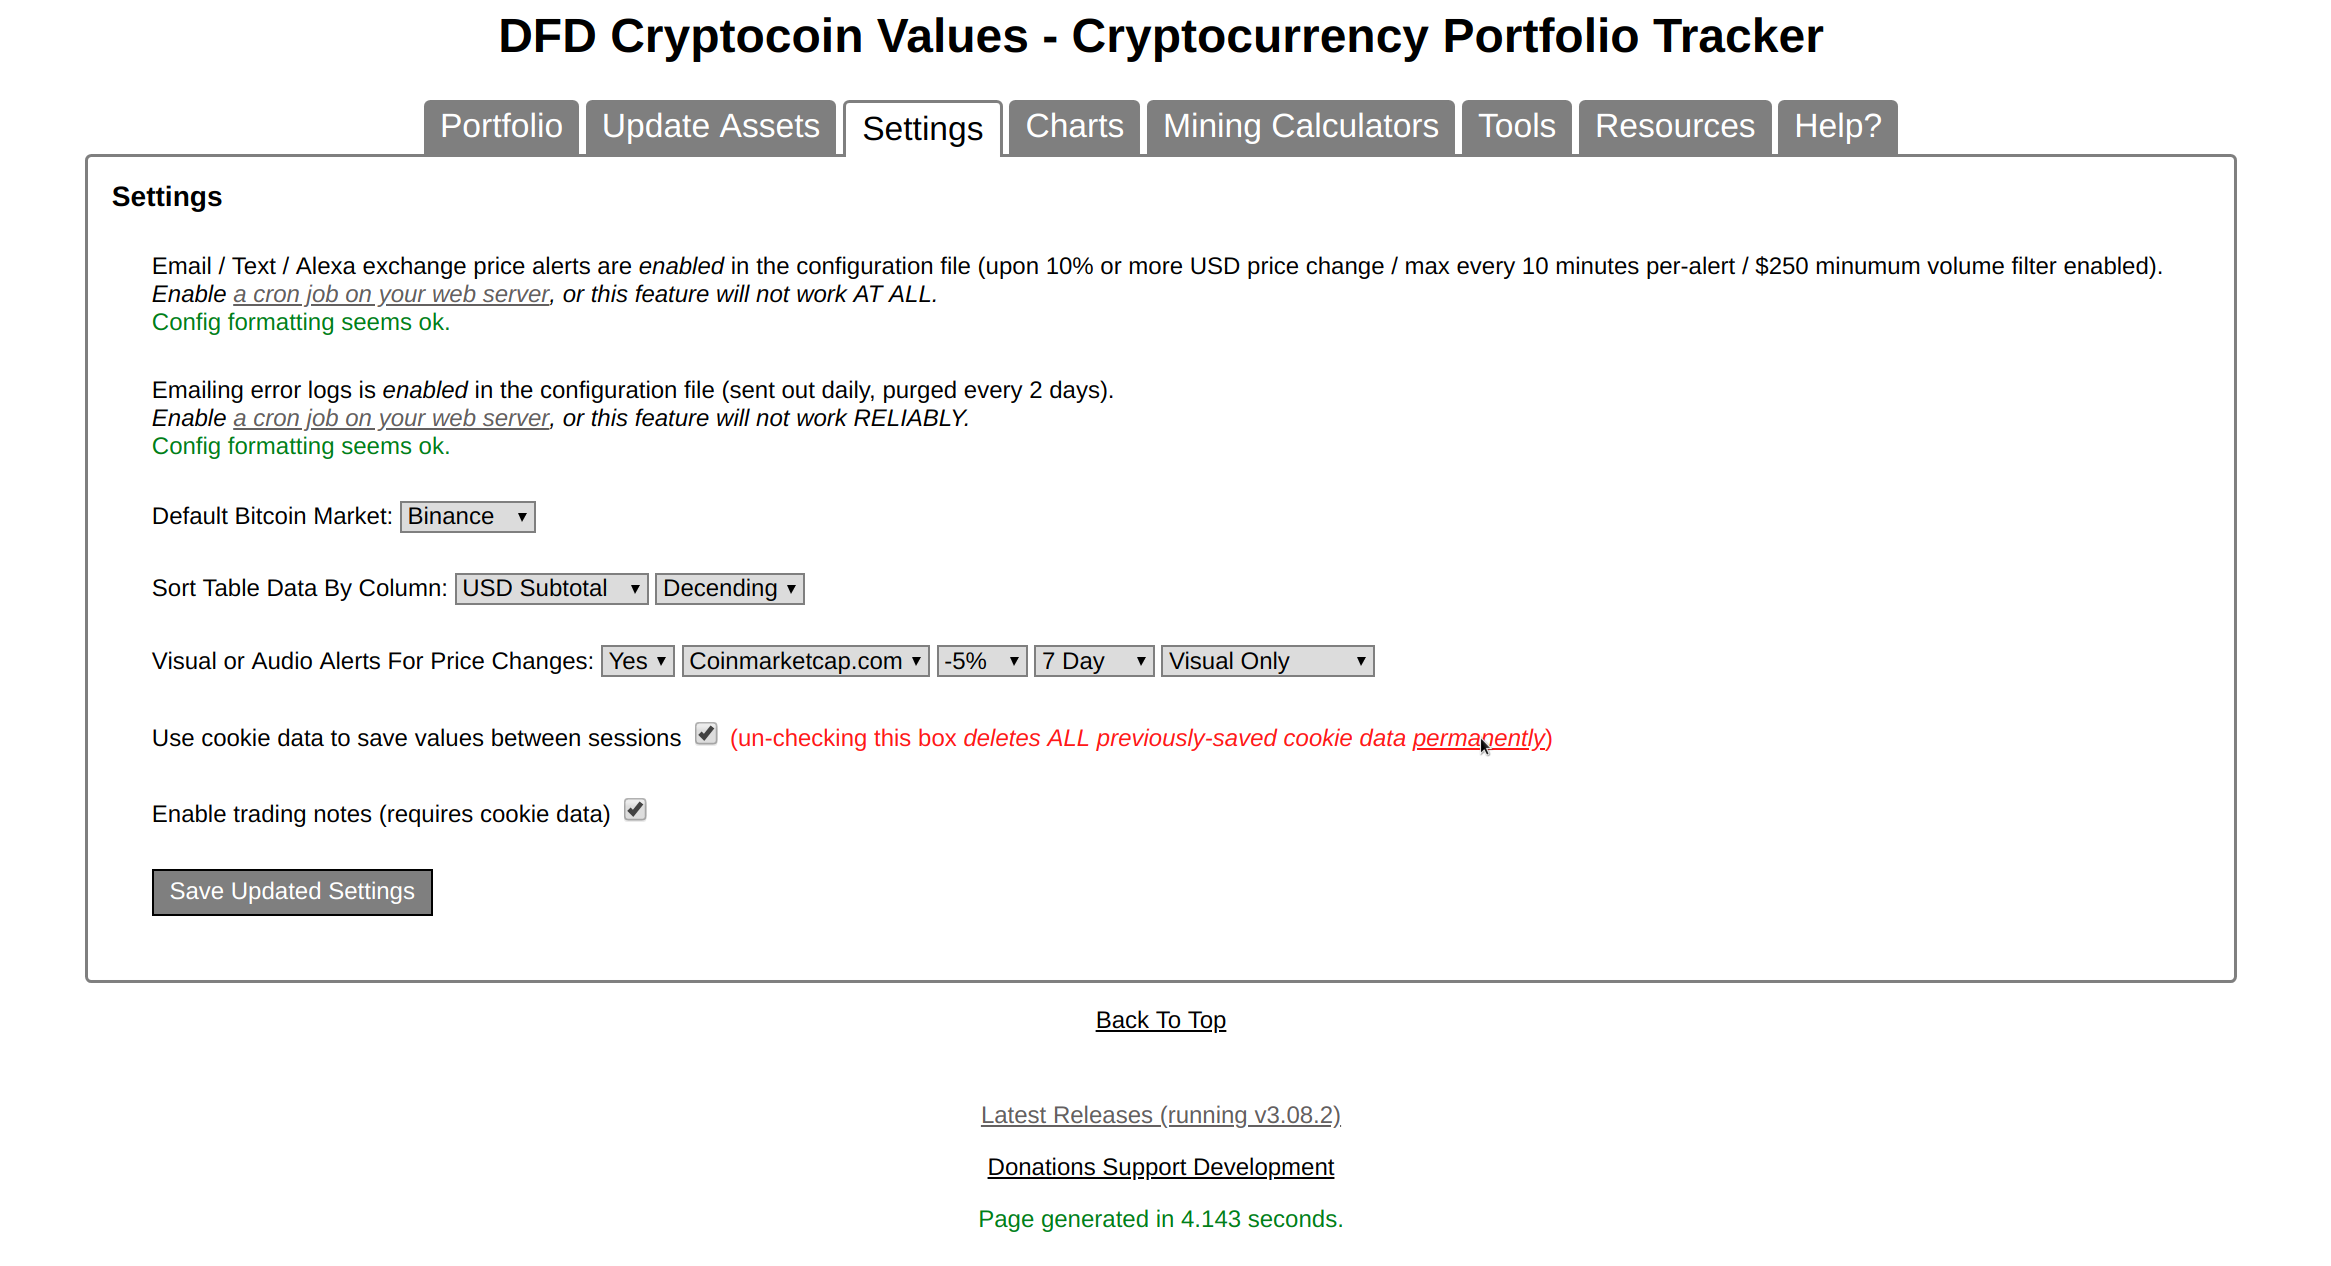 DFD Cryptocoin Values - Cryptocurrency Portfolio Tracker
Portfolio Update Assets Settings Charts Mining Calculators Tools Resources Help?
Settings
Email / Text / Alexa exchange price alerts are enabled in the configuration file (upon 10% or more USD price change / max every 10 minutes per-alert / $250 minumum volume filter enabled).
Enable a cron job on your web server, or this feature will not work AT ALL.
Config formatting seems ok.
Emailing error logs is enabled in the configuration file (sent out daily, purged every 2 days).
Enable a cron job on your web server, or this feature will not work RELIABLY.
Config formatting seems ok.
Default Bitcoin Market: Binance
Sort Table Data By Column: USD Subtotal Decending
Visual or Audio Alerts For Price Changes: Yes Coinmarketcap.com -5% 7 Day Visual Only
Use cookie data to save values between sessions (un-checking this box deletes ALL previously-saved cookie data permanently)
Enable trading notes (requires cookie data)
Save Updated Settings
Back To Top
Latest Releases (running v3.08.2)
Donations Support Development
Page generated in 4.143 seconds.